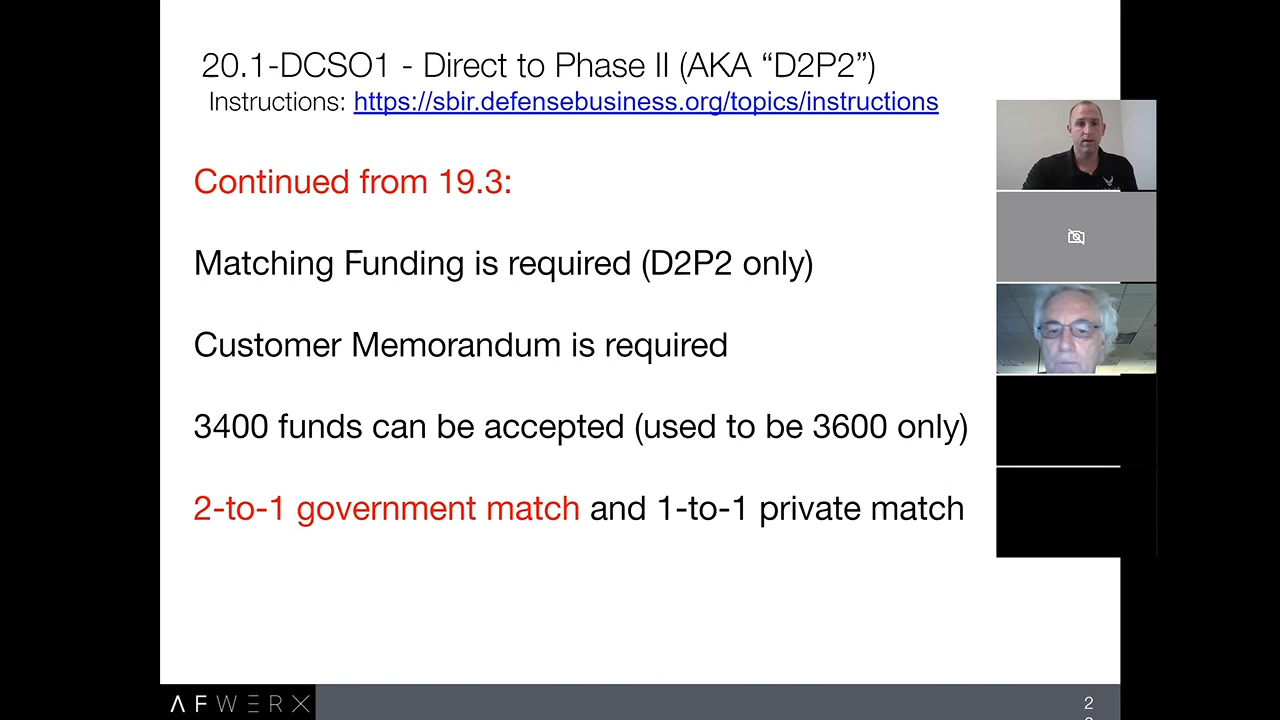 20.1-DCSO1 - Direct to Phase II (AKA “D2P2”)
Instructions: https://sbir.defensebusiness.org/topics/instructions
Continued from 19.3:
Matching Funding is required (D2P2 only)
Customer Memorandum is required
3400 funds can be accepted (used to be 3600 only)
2-to-1 government match and 1-to-1 private match
AFWERX
2